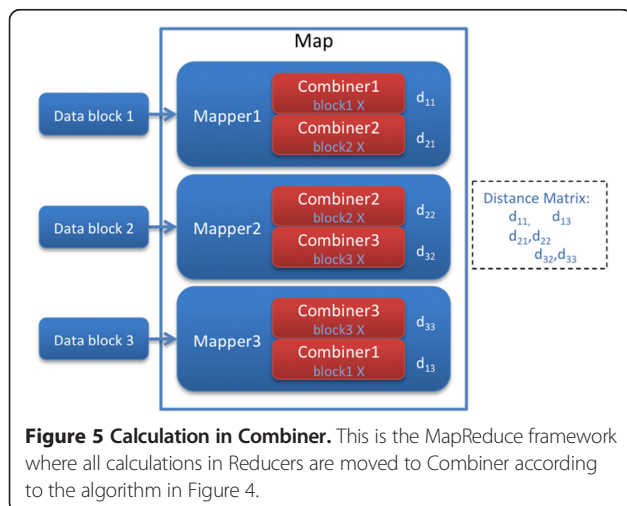 Map
Data block 1
Mapper1
Combiner1
block1 X
d11
Combiner2
block2 X
d21
Data block 2
Mapper2
Combiner2
block2 X
d22
Combiner3
block3 X
d32
Data block 3
Mapper3
Combiner3
block3 X
d33
Combiner1
block1 X
d13
Distance Matrix:
d11, d13
d21,d22
d32,d33
Figure 5 Calculation in Combiner. This is the MapReduce framework
where all calculations in Reducers are moved to Combiner according
to the algorithm in Figure 4.